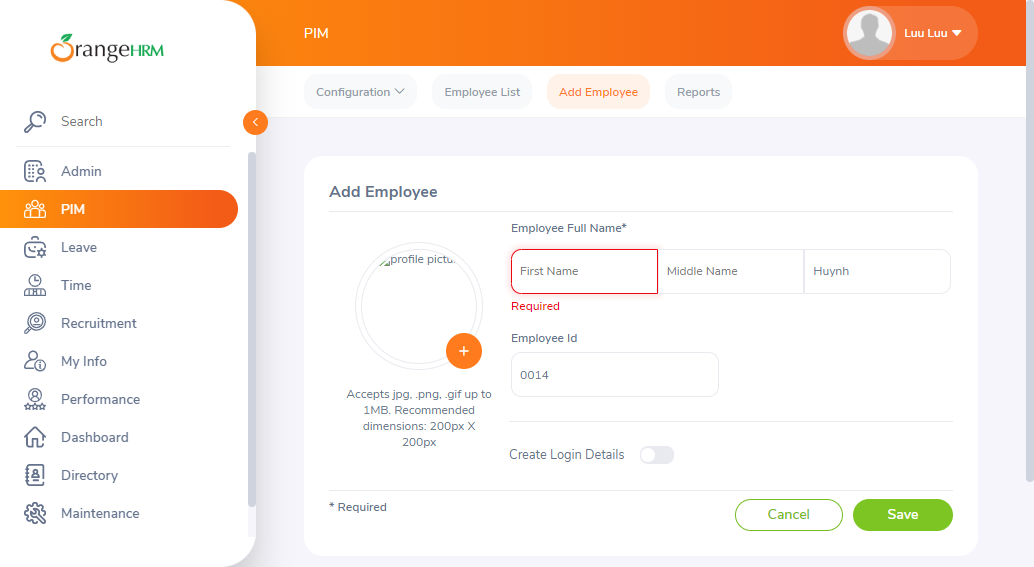 OrangeHRM
PIM
Luu Luu
Configuration
Employee List
Add Employee
Reports
Search
Admin
PIM
Leave
Time
Recruitment
My Info
Performance
Dashboard
Directory
Maintenance
Add Employee
profile pictu
Accepts jpg, .png, .gif up to
1MB. Recommended
dimensions: 200px X
200px
Employee Full Name*
First Name
Middle Name
Huynh
Required
Employee Id
0014
Create Login Details
* Required
Cancel
Save